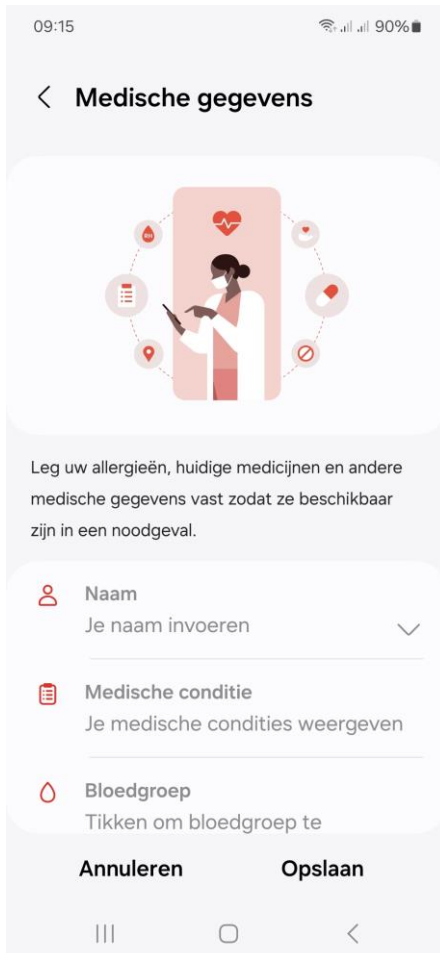 09:15 90%
Medische gegevens
Leg uw allergieën, huidige medicijnen en andere
medische gegevens vast zodat ze beschikbaar
zijn in een noodgeval.
Naam
Je naam invoeren
Medische conditie
Je medische condities weergeven
Bloedgroep
Tikken om bloedgroep te
Annuleren Opslaan